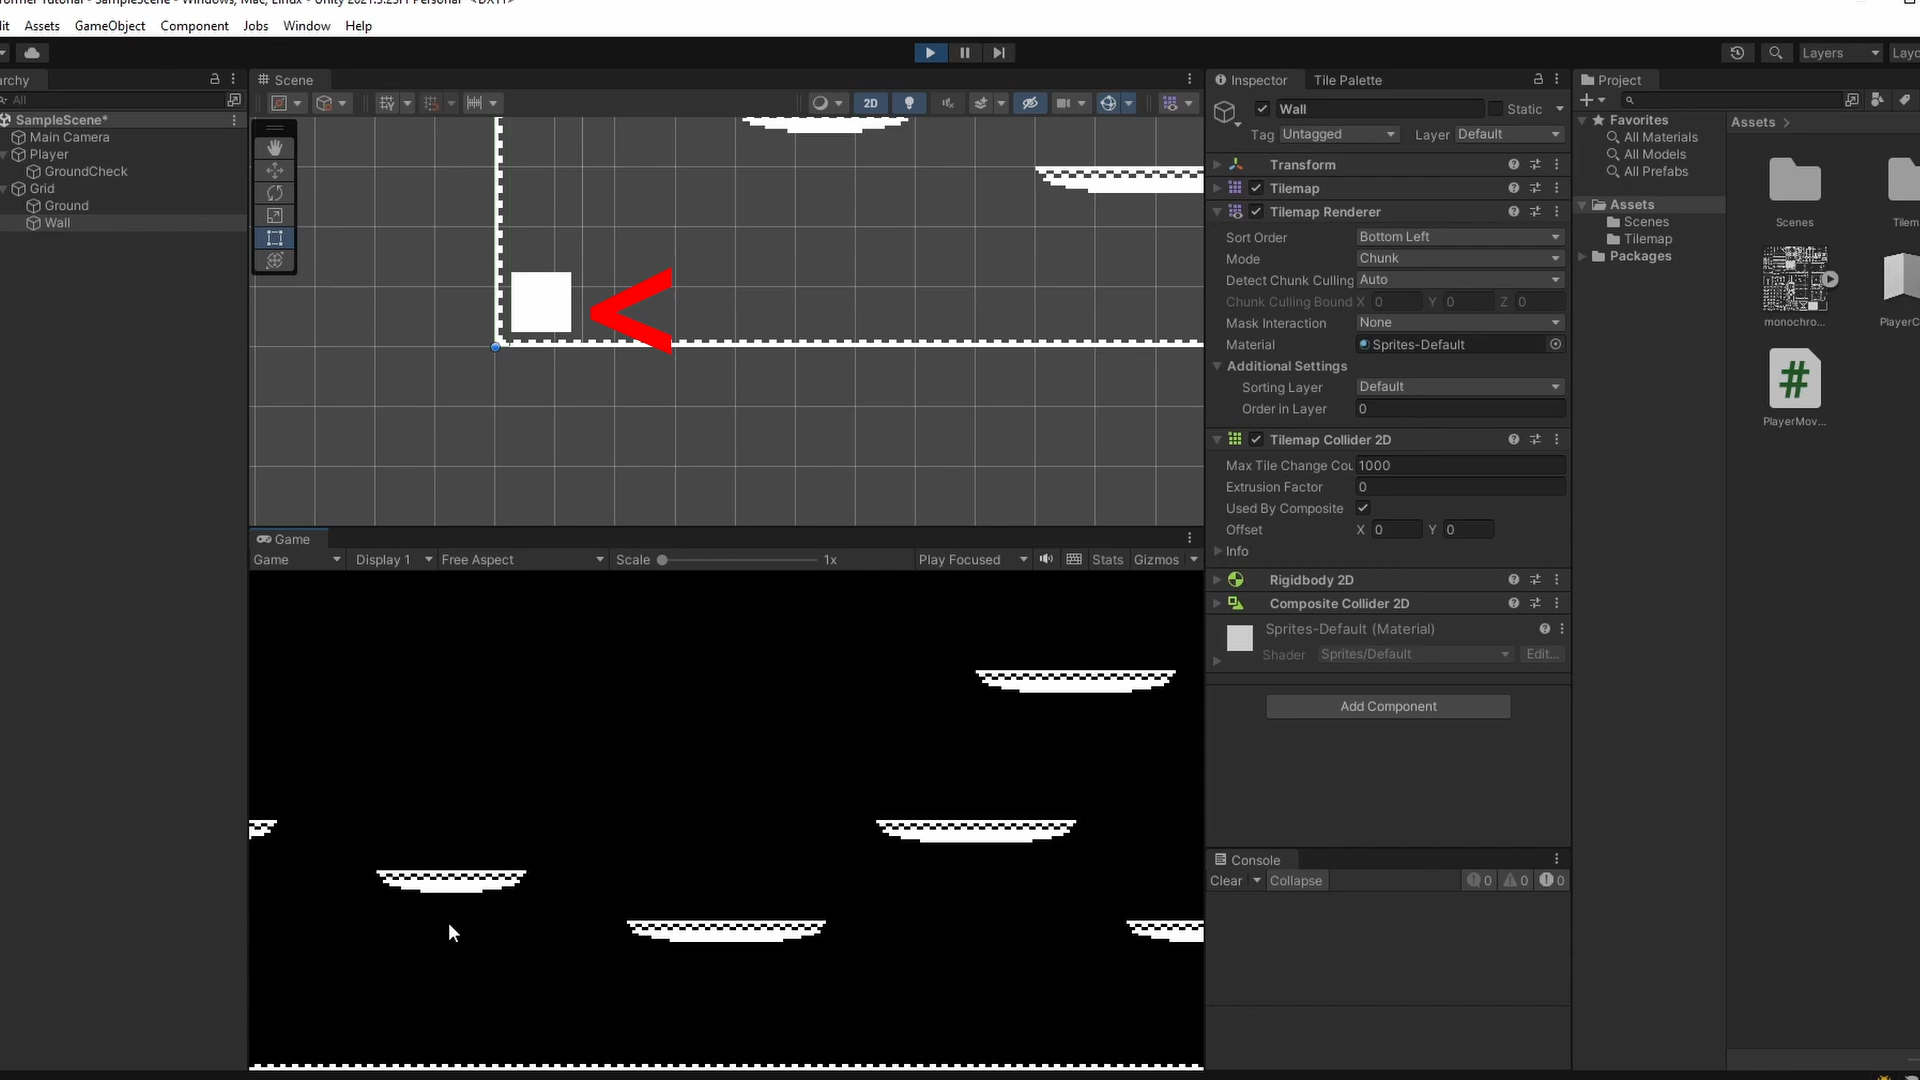 SampleScene - Windows, Mac, Linux - Unity
Assets GameObject Component Jobs Window Help
Layers
Scene
Inspector Tile Palette
Project
All
2D
Wall Static
Favorites
Assets >
SampleScene*
Tag Untagged Layer Default
All Materials
Main Camera
All Models
Player
Transform
All Prefabs
GroundCheck
Tilemap
Grid
Tilemap Renderer
Assets
Ground
Sort Order Bottom Left
Scenes
Scenes
Wall
Mode Chunk
Tilemap
Detect Chunk Culling Auto
Packages
Chunk Culling Bound X 0 Y 0 Z 0
Mask Interaction None
monochro...
Material Sprites-Default
Additional Settings
Sorting Layer Default
Order in Layer 0
#
PlayerMov...
Tilemap Collider 2D
Max Tile Change Cou 1000
Extrusion Factor 0
Used By Composite
Offset X 0 Y 0
Info
Game
Game Display 1 Free Aspect Scale 1x Play Focused Stats Gizmos
Rigidbody 2D
Composite Collider 2D
Sprites-Default (Material)
Shader Sprites/Default Edit...
Add Component
Console
Clear Collapse 0 0 0